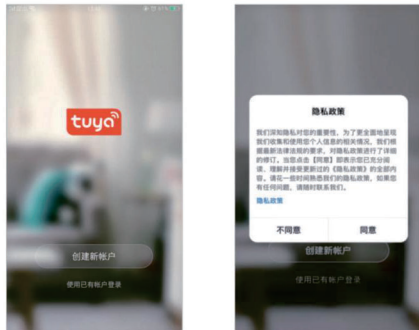 tuya
创建新帐户
使用已有帐户登录
隐私政策
我们深知隐私对您的重要性，为了更全面地呈现
我们收集和使用您个人信息的相关情况，我们根
据最新法律法规的要求，对隐私政策进行了详细
的修订。当您点击【同意】即表示您已充分阅
读、理解并接受更新过的《隐私政策》的全部内
容。请花一些时间熟悉我们的隐私政策，如果您
有任何问题，请随时联系我们。
隐私政策
不同意 同意
创建新帐户
使用已有帐户登录